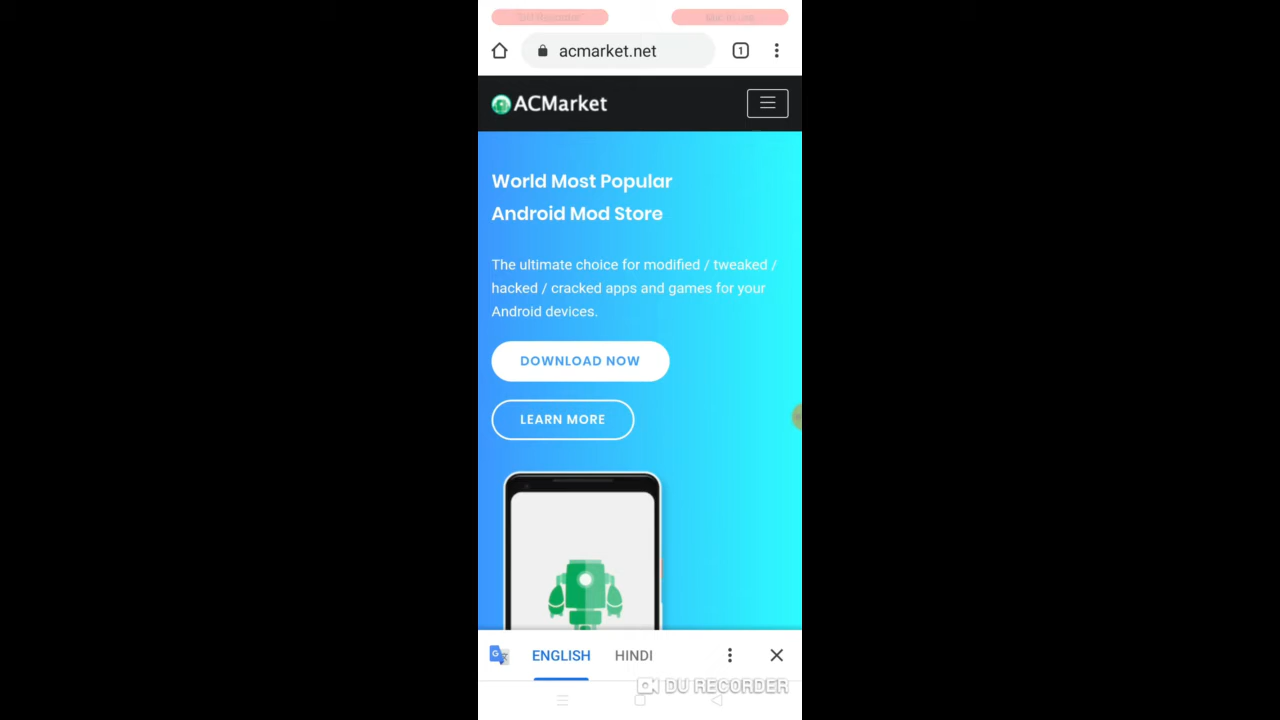 acmarket.net
1
ACMarket
World Most Popular
Android Mod Store
The ultimate choice for modified / tweaked /
hacked / cracked apps and games for your
Android devices.
DOWNLOAD NOW
LEARN MORE
ENGLISH HINDI
DU RECORDER